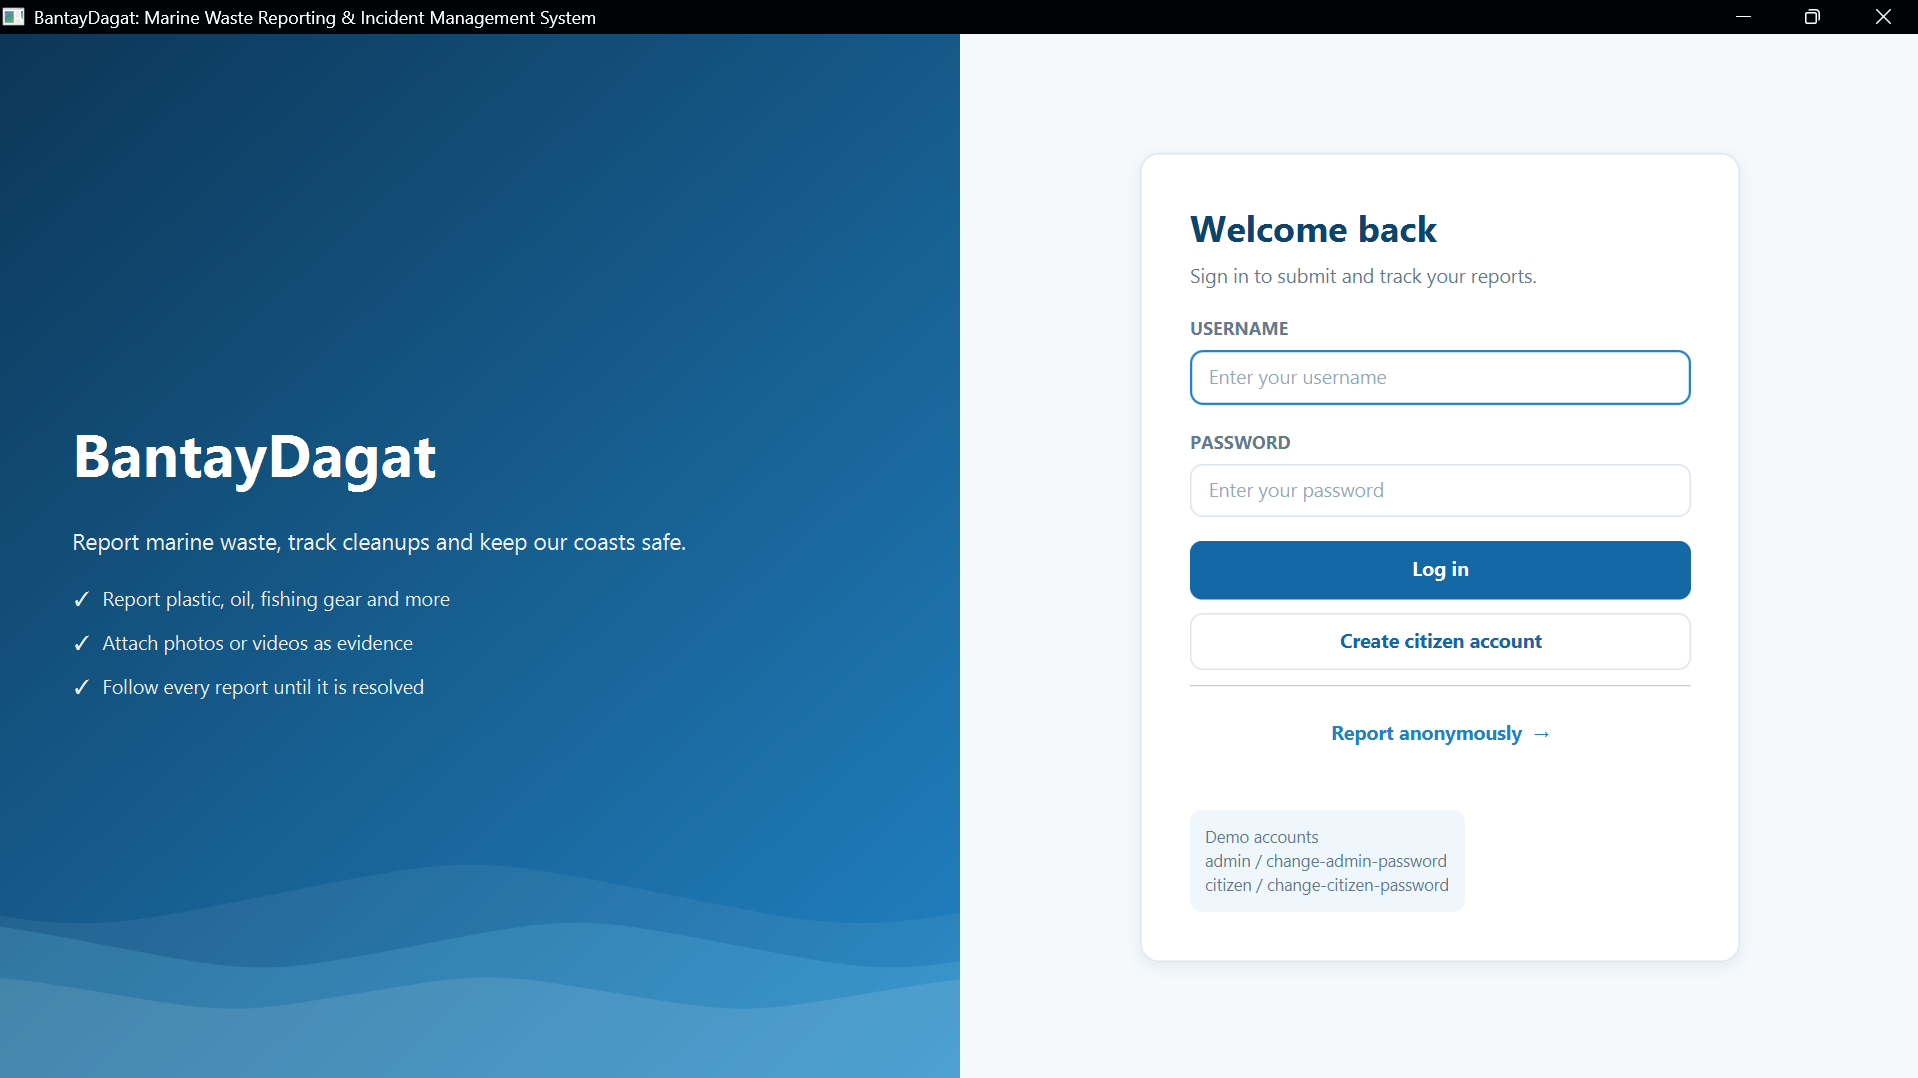 BantayDagat: Marine Waste Reporting & Incident Management System
BantayDagat
Report marine waste, track cleanups and keep our coasts safe.
✓ Report plastic, oil, fishing gear and more
✓ Attach photos or videos as evidence
✓ Follow every report until it is resolved
Welcome back
Sign in to submit and track your reports.
USERNAME
Enter your username
PASSWORD
Enter your password
Log in
Create citizen account
Report anonymously →
Demo accounts
admin / change-admin-password
citizen / change-citizen-password